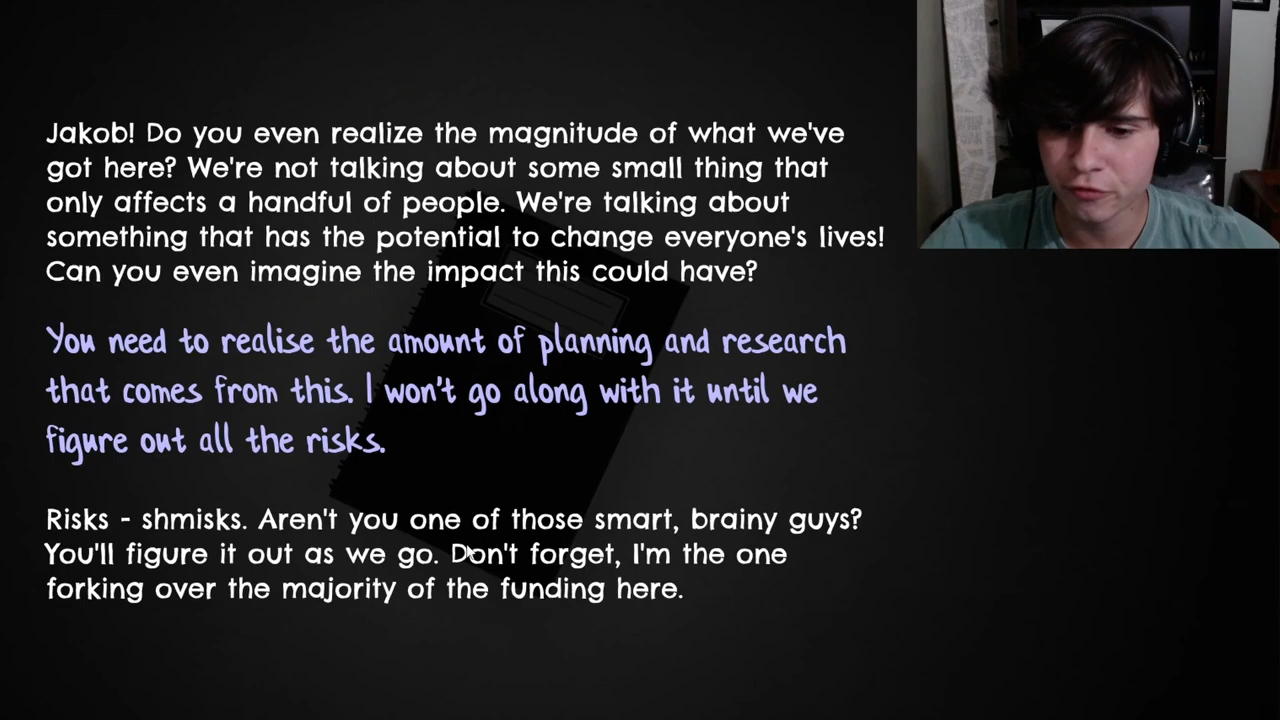 Jakob! Do you even realize the magnitude of what we've
got here? We're not talking about some small thing that
only affects a handful of people. We're talking about
something that has the potential to change everyone's lives!
Can you even imagine the impact this could have?
You need to realise the amount of planning and research
that comes from this. I won't go along with it until we
figure out all the risks.
Risks - shmisks. Aren't you one of those smart, brainy guys?
You'll figure it out as we go. Don't forget, I'm the one
forking over the majority of the funding here.